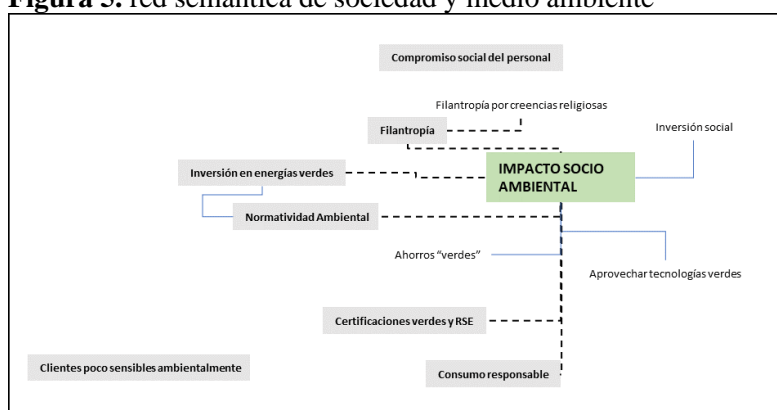 Figura 5. red semántica de sociedad y medio ambiente
Compromiso social del personal
Filantropía por creencias religiosas
Filantropía
Inversión social
IMPACTO SOCIO
AMBIENTAL
Inversión en energías verdes
Normatividad Ambiental
Ahorros “verdes”
Aprovechar tecnologías verdes
Certificaciones verdes y RSE
Clientes poco sensibles ambientalmente
Consumo responsable